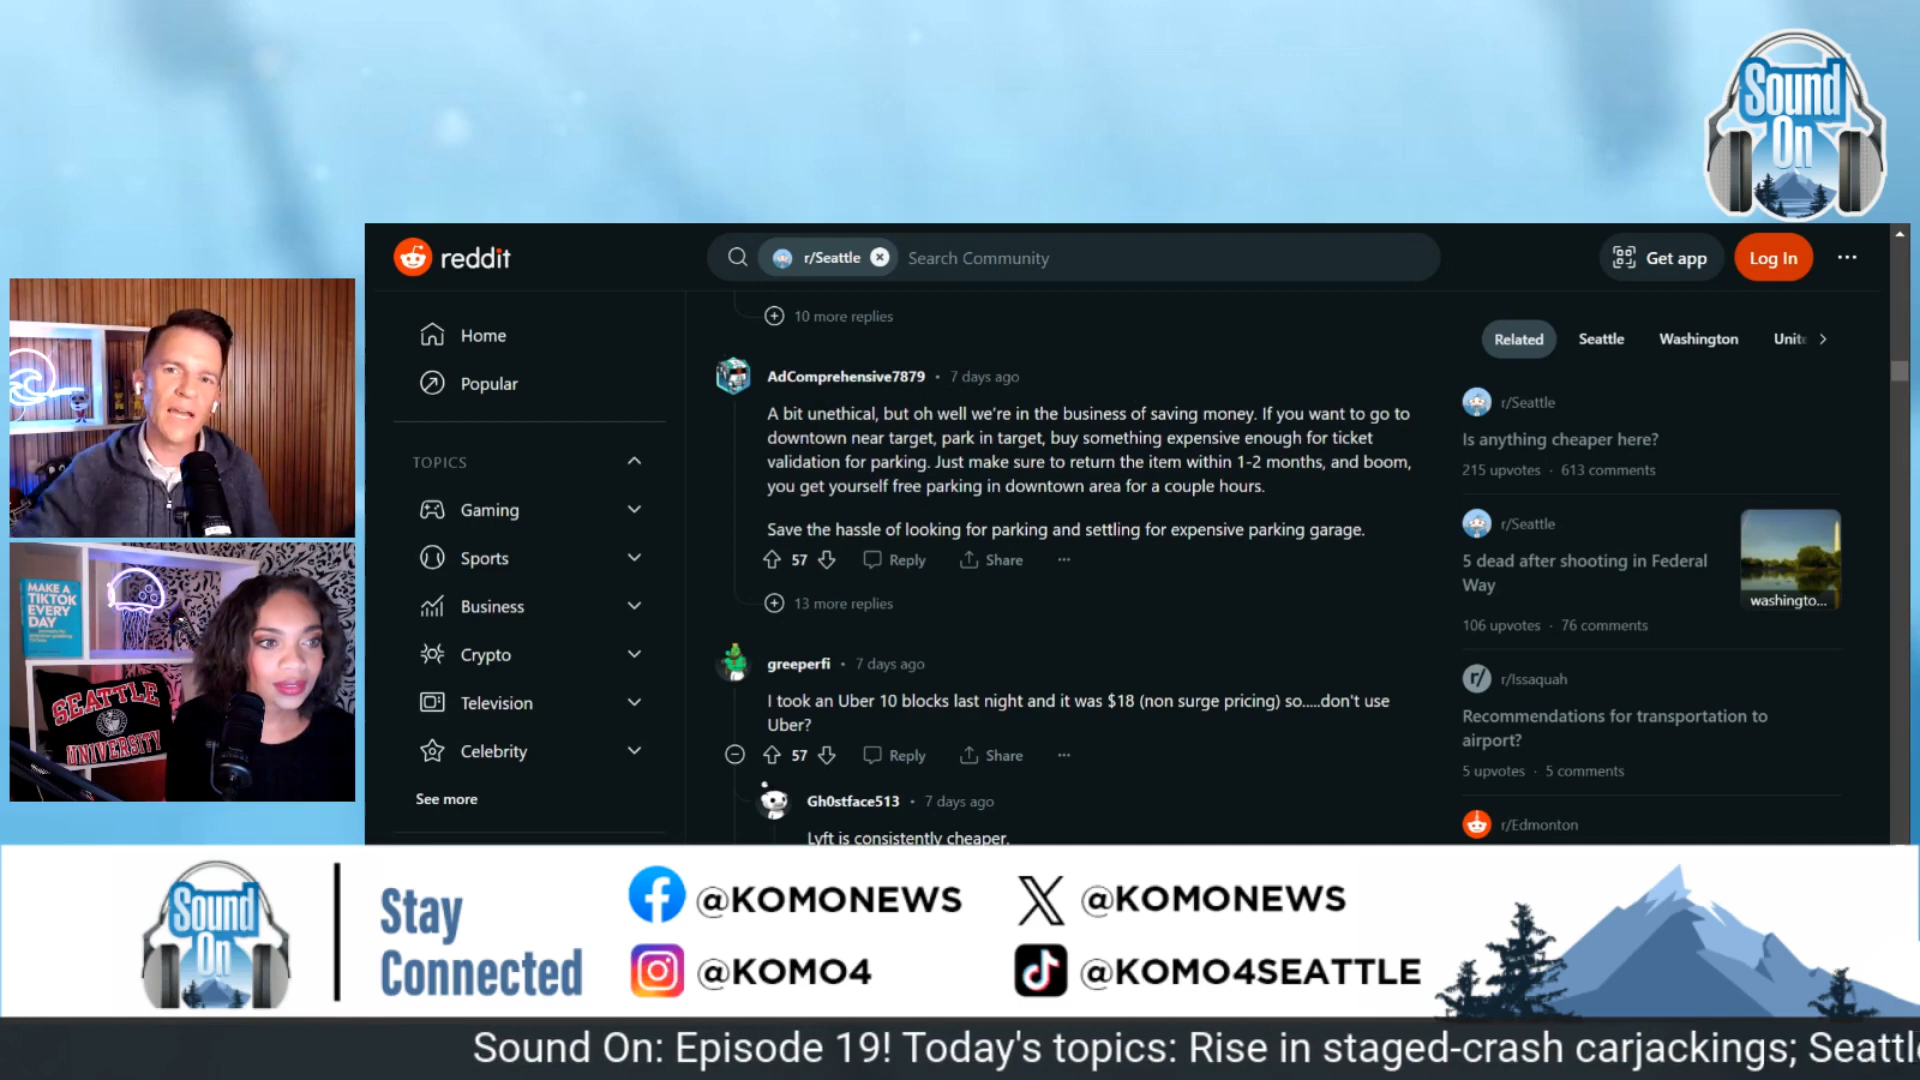 Sound
On
reddit
r/Seattle
Search Community
Get app
Log In
Home
Popular
TOPICS
Gaming
Sports
Business
Crypto
Television
Celebrity
See more
10 more replies
AdComprehensive7879 • 7 days ago
A bit unethical, but oh well we're in the business of saving money. If you want to go to
downtown near target, park in target, buy something expensive enough for ticket
validation for parking. Just make sure to return the item within 1-2 months, and boom,
you get yourself free parking in downtown area for a couple hours.
Save the hassle of looking for parking and settling for expensive parking garage.
57 Reply Share
13 more replies
greeperfi • 7 days ago
I took an Uber 10 blocks last night and it was $18 (non surge pricing) so.....don't use
Uber?
57 Reply Share
Gh0stface513 • 7 days ago
Lyft is consistently cheaper.
Related Seattle Washington Unit
r/Seattle
Is anything cheaper here?
215 upvotes · 613 comments
r/Seattle
5 dead after shooting in Federal
Way
washingto...
106 upvotes · 76 comments
r/ r/Issaquah
Recommendations for transportation to
airport?
5 upvotes · 5 comments
r/Edmonton
MAKE A
TIKTOK
EVERY
DAY
SEATTLE
UNIVERSITY
Sound
On
Stay
Connected
@KOMONEWS
@KOMONEWS
@KOMO4
@KOMO4SEATTLE
Sound On: Episode 19! Today's topics: Rise in staged-crash carjackings; Seattl